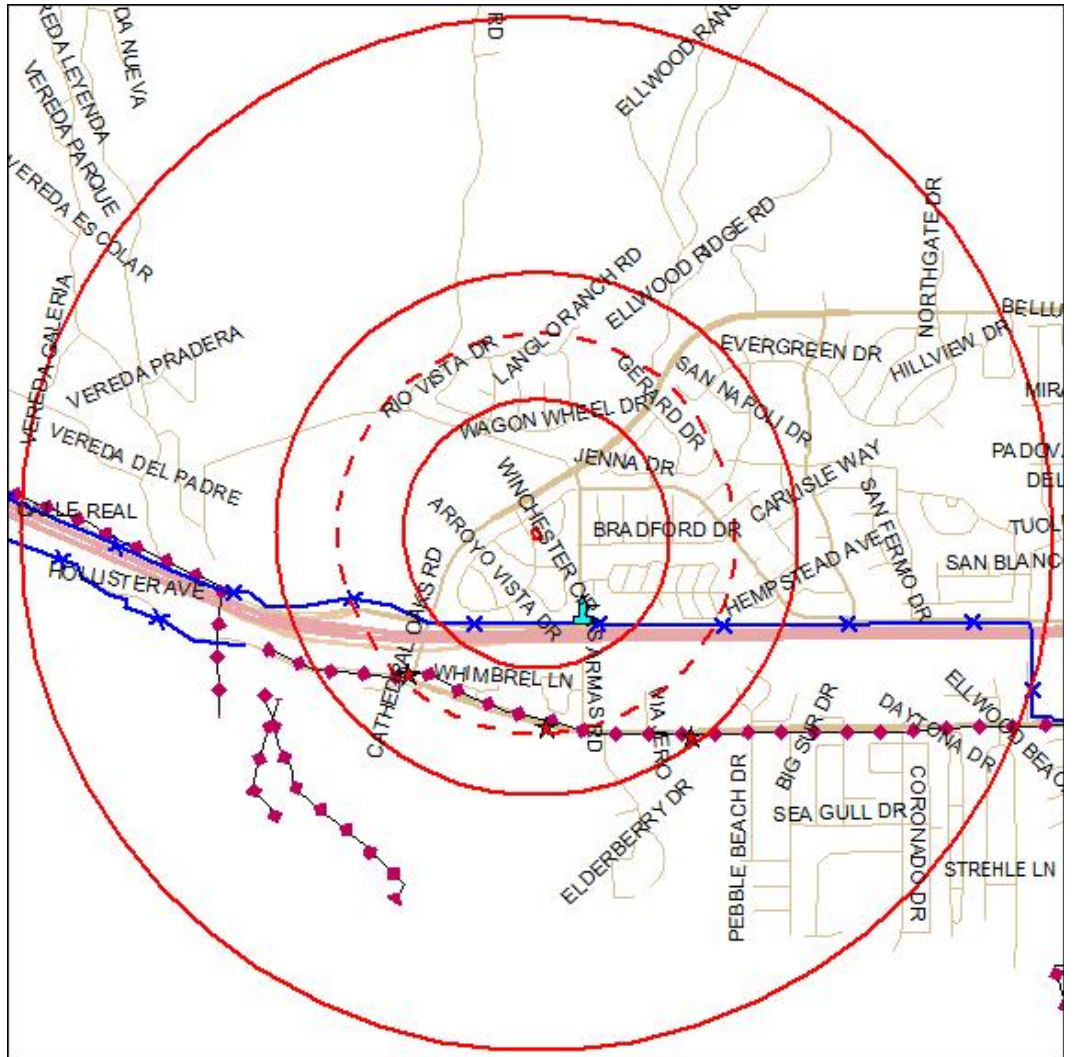 VEREDA LEYENDA
DA NUEVA
RD
ELLWOOD RANC
VEREDA PARQUE
VEREDA ESCOLAR
NORTHGATE DR
ELLWOOD RIDGE RD
LANGLO RANCH RD
VEREDA GALERIA
BELLU
EVERGREEN DR
HILLVIEW DR
VEREDA PRADERA
RIO VISTA DR
GERARD DR
SAN NAPOLI DR
MIRA
WAGON WHEEL DR
VEREDA DEL PADRE
JENNA DR
CARLISLE WAY
PADOVA
DEL
WINCHESTER CIR
SAN FERMO DR
CALLE REAL
ARROYO VISTA DR
BRADFORD DR
TUOL
HEMPSTEAD AVE
SAN BLANC
HOLLISTER AVE
CATHEDRAL OAKS RD
S ARMAS RD
WHIMBREL LN
VIA JERO
BIG SUR DR
DAYTONA DR
ELLWOOD BEAC
PEBBLE BEACH DR
CORONADO DR
SEA GULL DR
ELDERBERRY DR
STREHLE LN